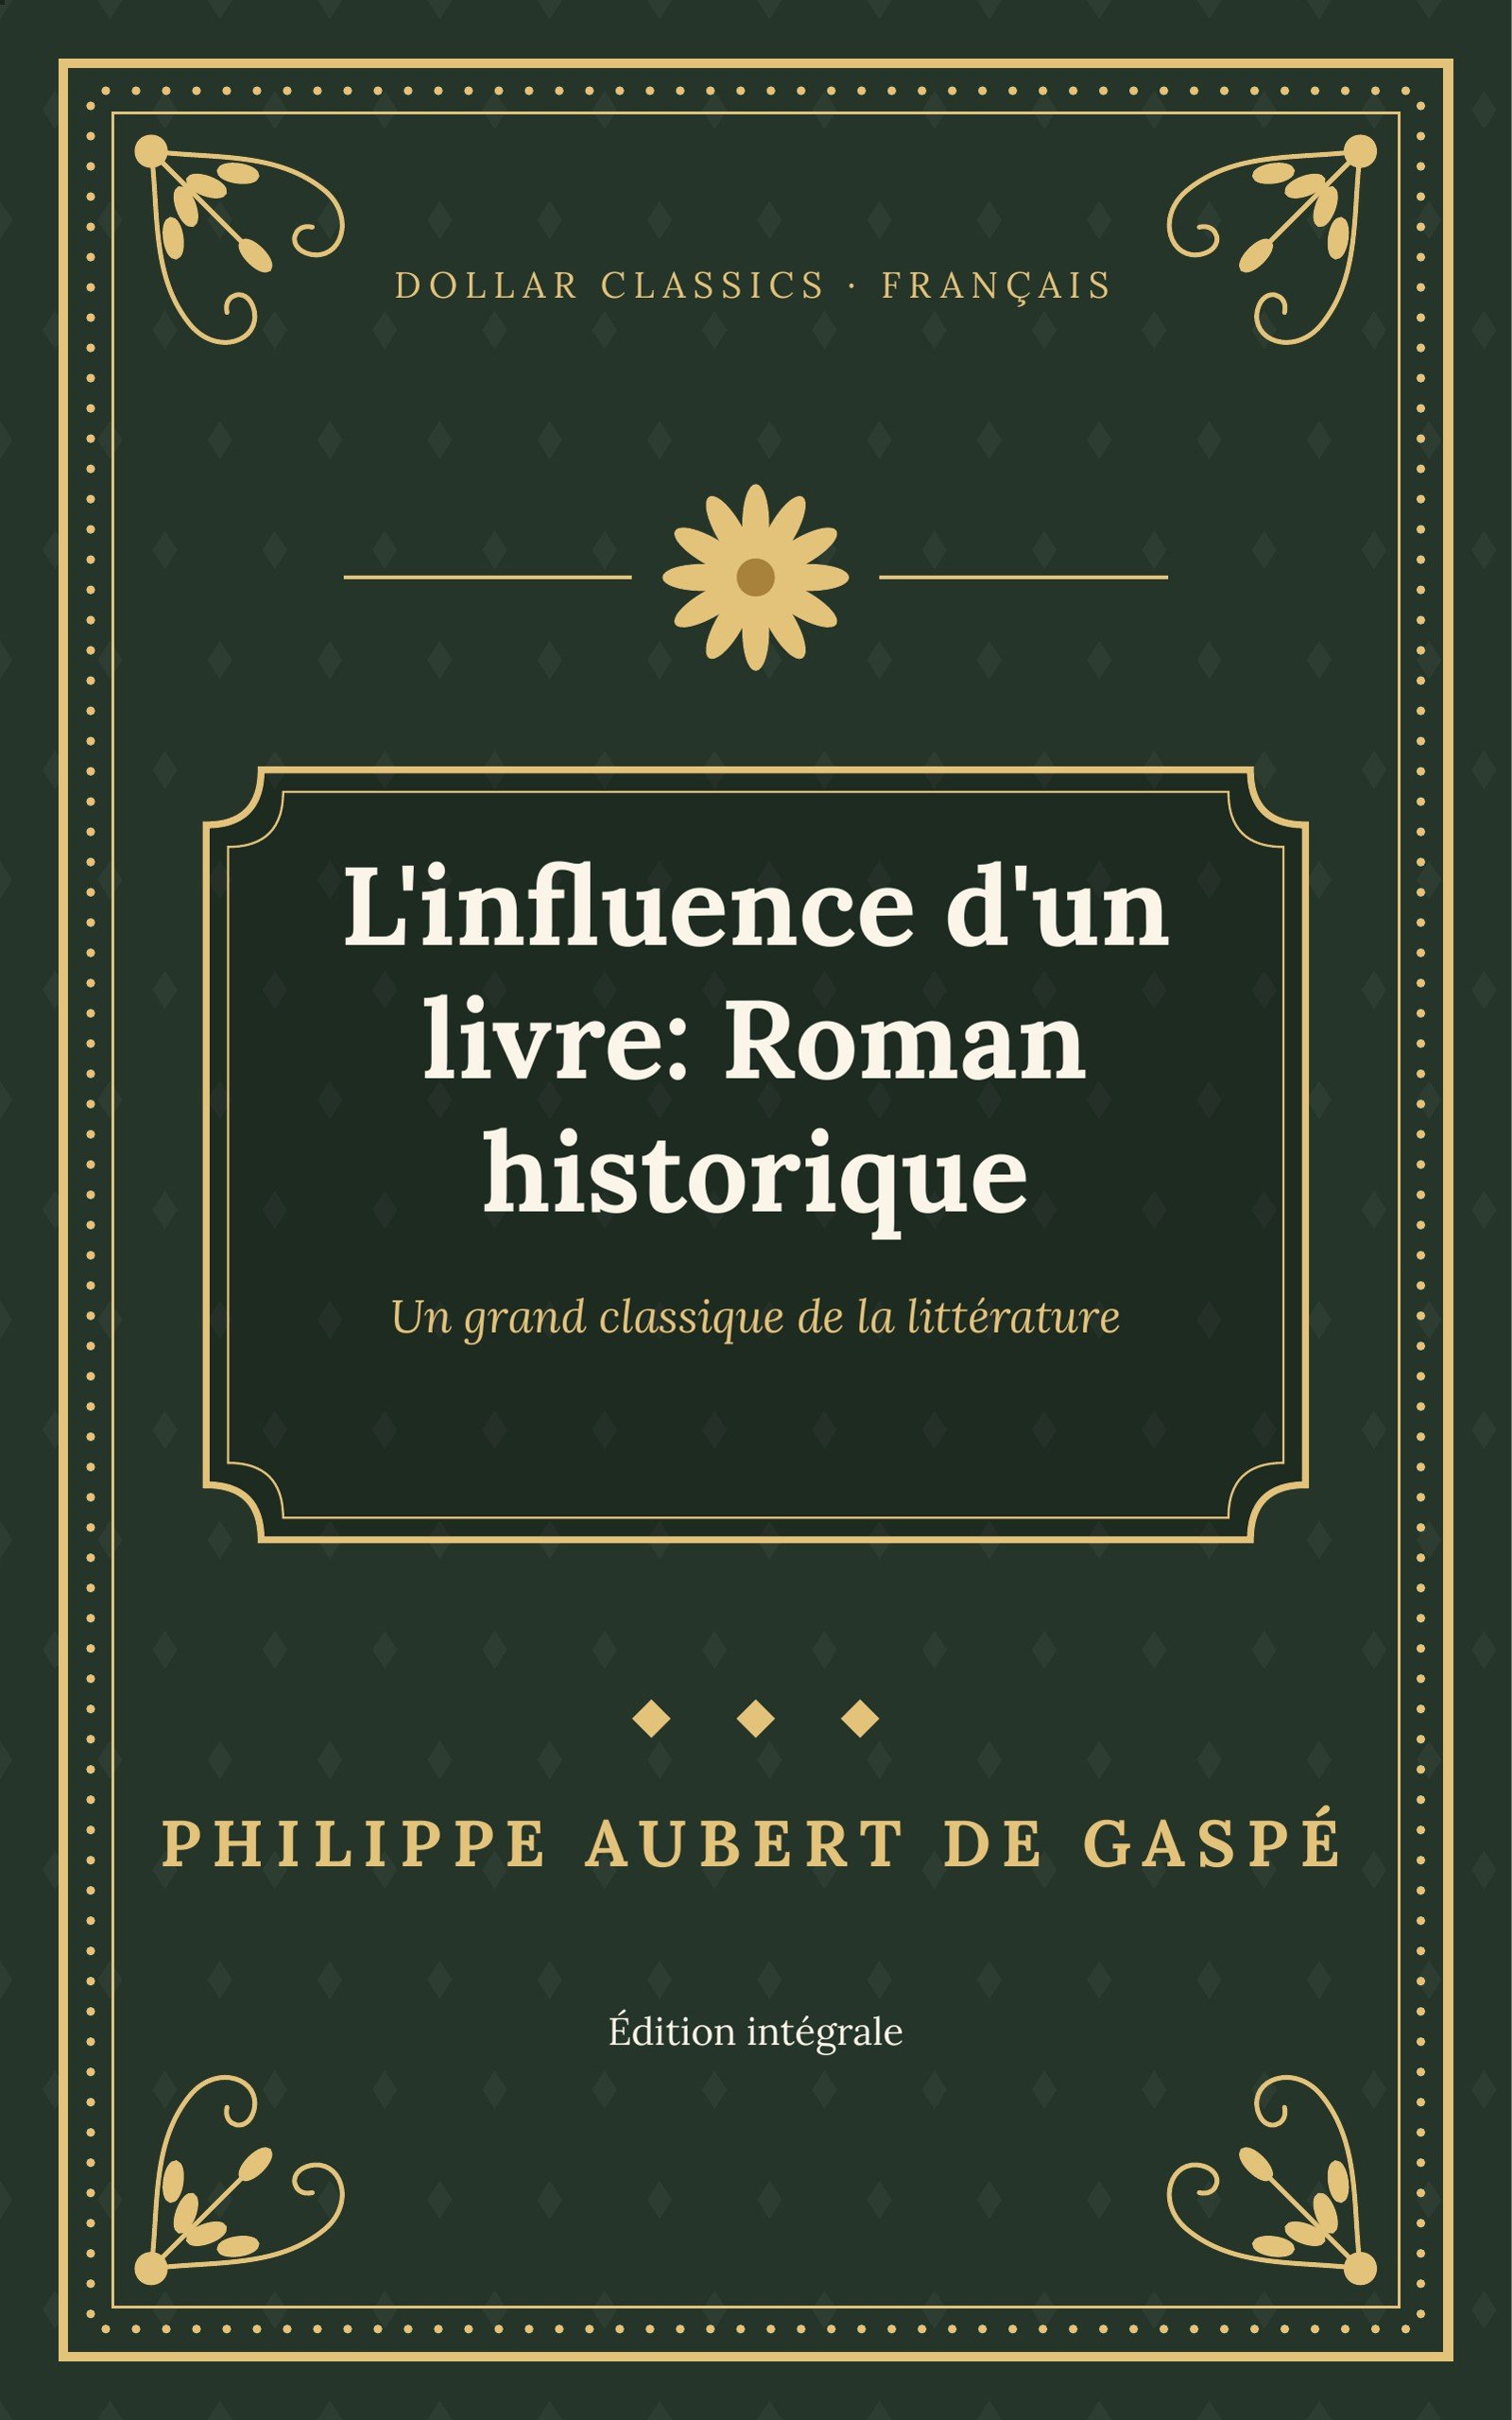 DOLLAR CLASSICS · FRANÇAIS
L'influence d'un
livre: Roman
historique
Un grand classique de la littérature
PHILIPPE AUBERT DE GASPÉ
Édition intégrale